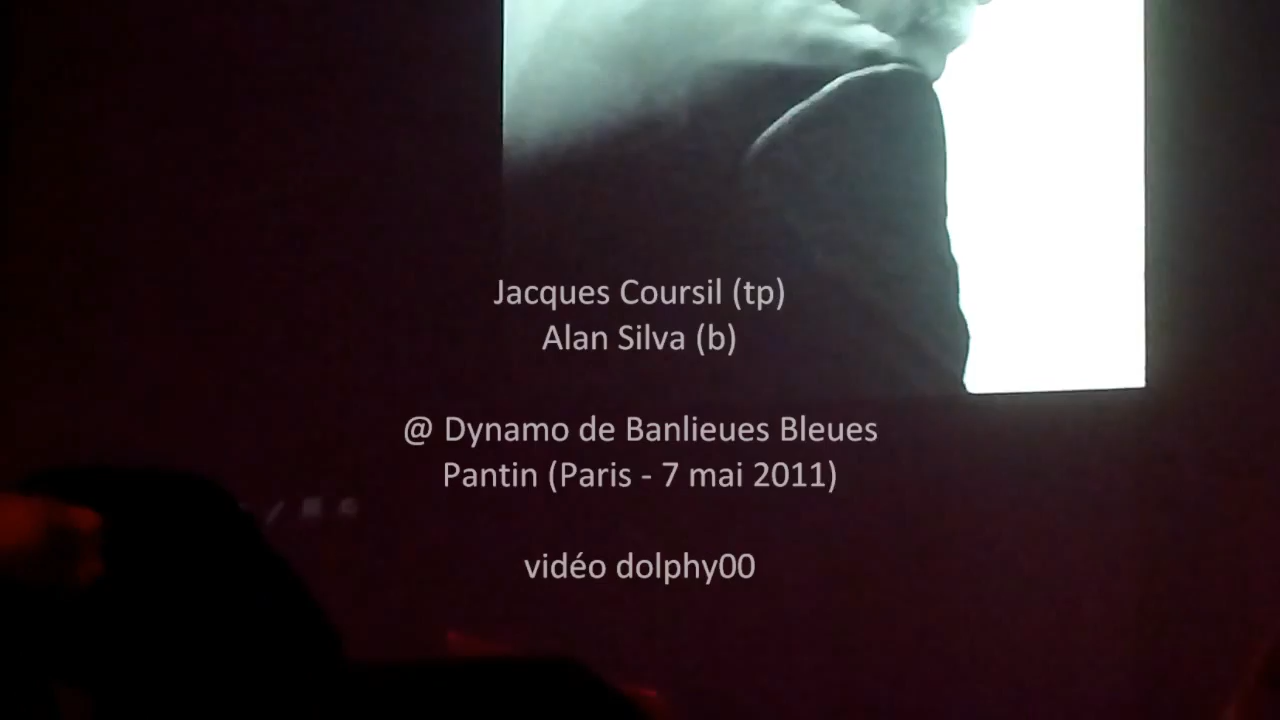 Jacques Coursil (tp)
Alan Silva (b)
@ Dynamo de Banlieues Bleues
Pantin (Paris - 7 mai 2011)
vidéo dolphy00